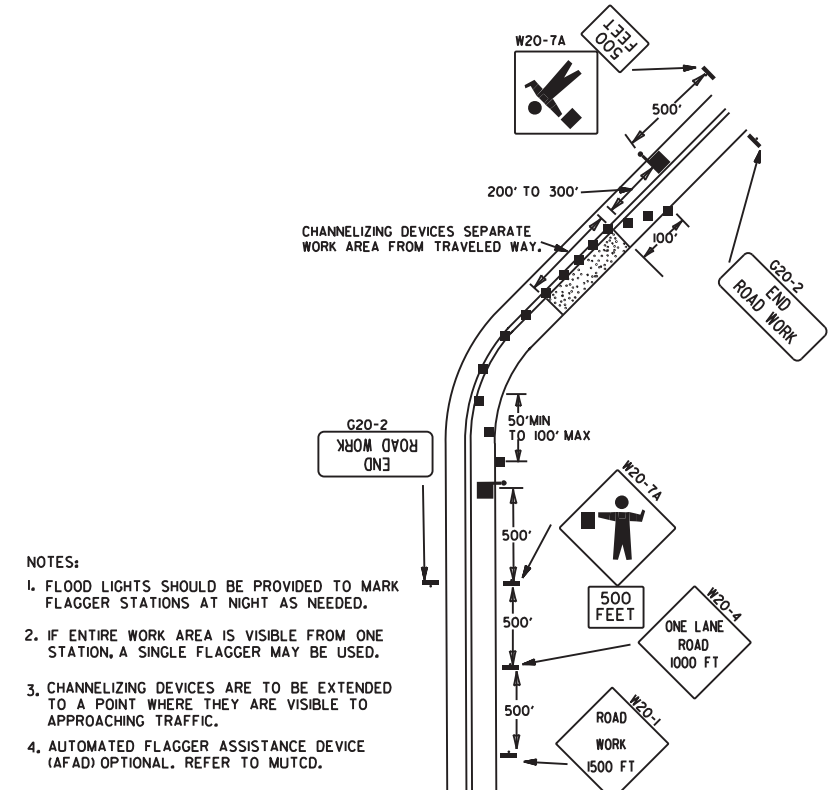 W20-7A
500
FEET
500'
200' TO 300'
CHANNELIZING DEVICES SEPARATE
WORK AREA FROM TRAVELED WAY.
100'
G20-2
END
ROAD WORK
G20-2
END
ROAD WORK
50'MIN
TO 100' MAX
W20-7A
500'
500
FEET
W20-4
ONE LANE
ROAD
1000 FT
500'
W20-1
ROAD
WORK
1500 FT
500'
NOTES:
1. FLOOD LIGHTS SHOULD BE PROVIDED TO MARK
FLAGGER STATIONS AT NIGHT AS NEEDED.
2. IF ENTIRE WORK AREA IS VISIBLE FROM ONE
STATION, A SINGLE FLAGGER MAY BE USED.
3. CHANNELIZING DEVICES ARE TO BE EXTENDED
TO A POINT WHERE THEY ARE VISIBLE TO
APPROACHING TRAFFIC.
4. AUTOMATED FLAGGER ASSISTANCE DEVICE
(AFAD) OPTIONAL. REFER TO MUTCD.